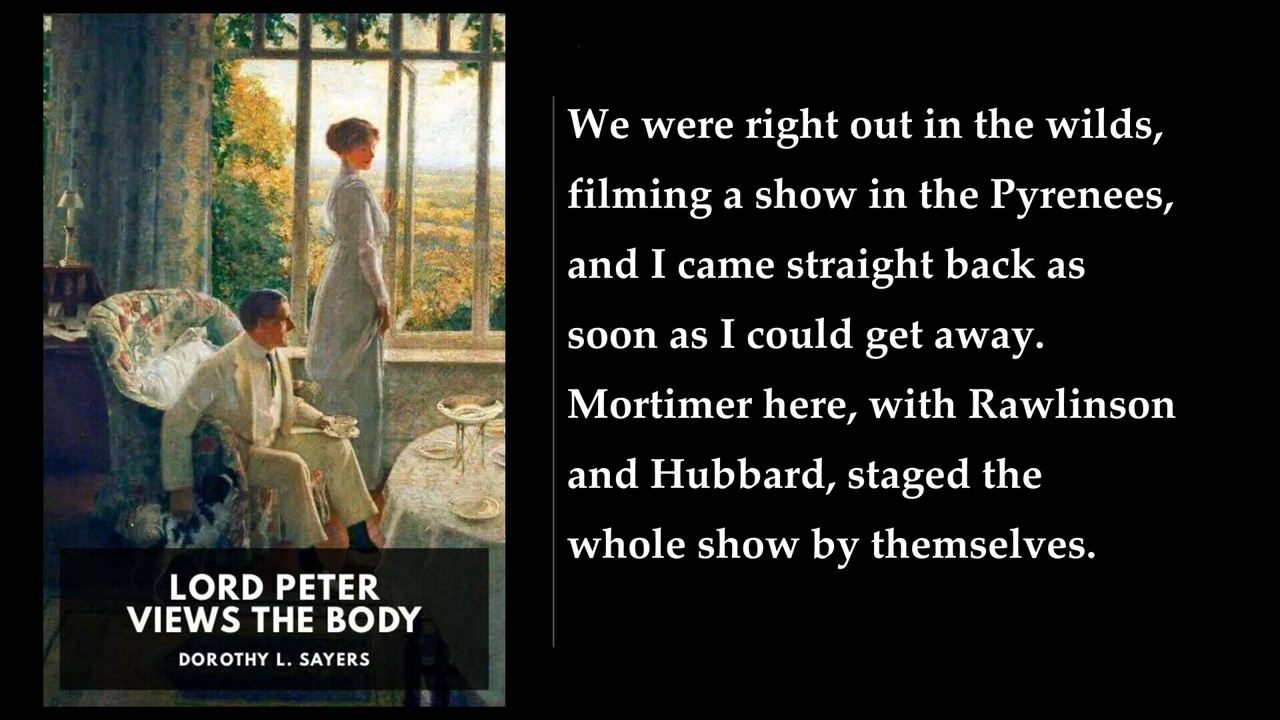 LORD PETER
VIEWS THE BODY
DOROTHY L. SAYERS
We were right out in the wilds,
filming a show in the Pyrenees,
and I came straight back as
soon as I could get away.
Mortimer here, with Rawlinson
and Hubbard, staged the
whole show by themselves.